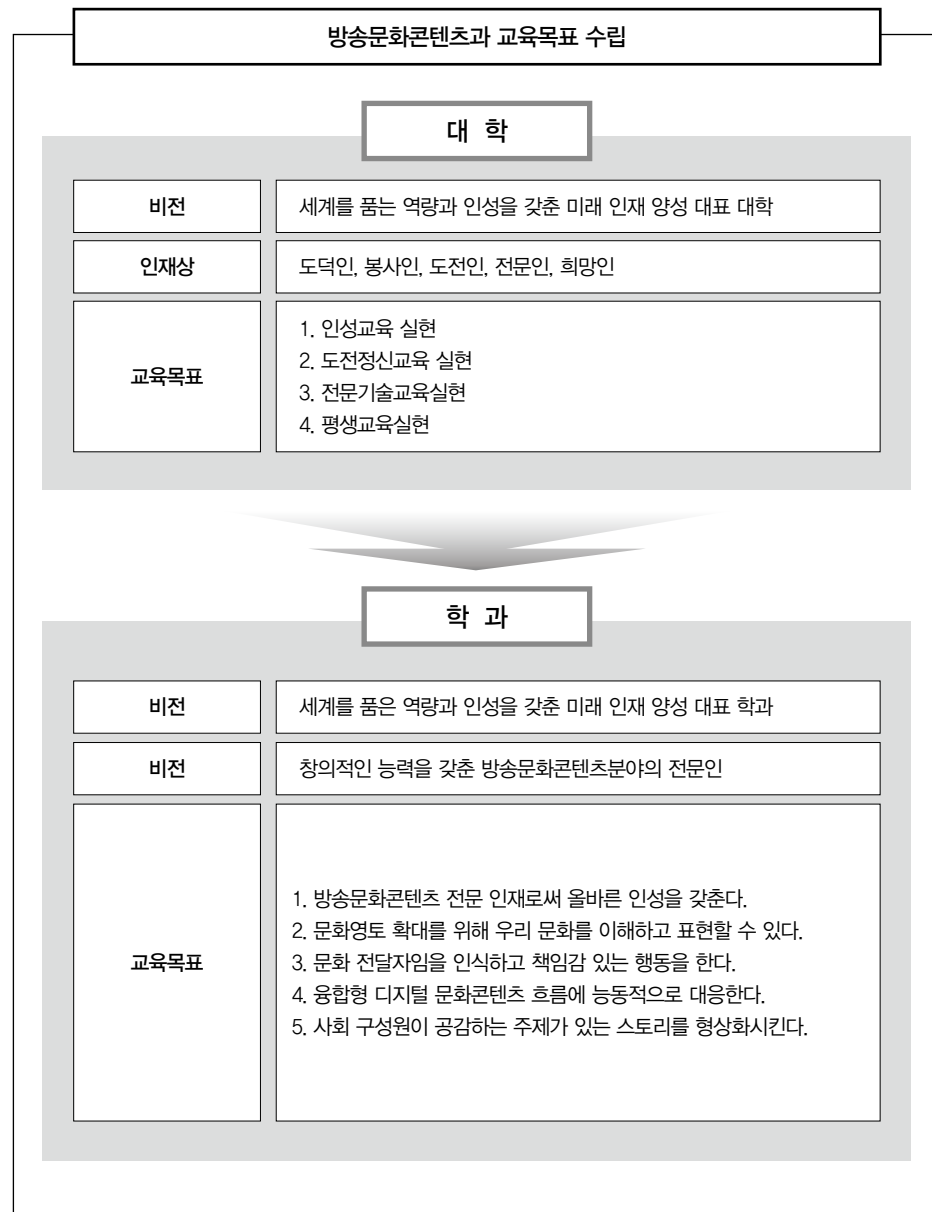 방송문화콘텐츠과 교육목표 수립
대 학
비전
세계를 품는 역량과 인성을 갖춘 미래 인재 양성 대표 대학
인재상
도덕인, 봉사인, 도전인, 전문인, 희망인
교육목표
1. 인성교육 실현
2. 도전정신교육 실현
3. 전문기술교육실현
4. 평생교육실현
학 과
비전
세계를 품은 역량과 인성을 갖춘 미래 인재 양성 대표 학과
비전
창의적인 능력을 갖춘 방송문화콘텐츠분야의 전문인
교육목표
1. 방송문화콘텐츠 전문 인재로써 올바른 인성을 갖춘다.
2. 문화영토 확대를 위해 우리 문화를 이해하고 표현할 수 있다.
3. 문화 전달자임을 인식하고 책임감 있는 행동을 한다.
4. 융합형 디지털 문화콘텐츠 흐름에 능동적으로 대응한다.
5. 사회 구성원이 공감하는 주제가 있는 스토리를 형상화시킨다.